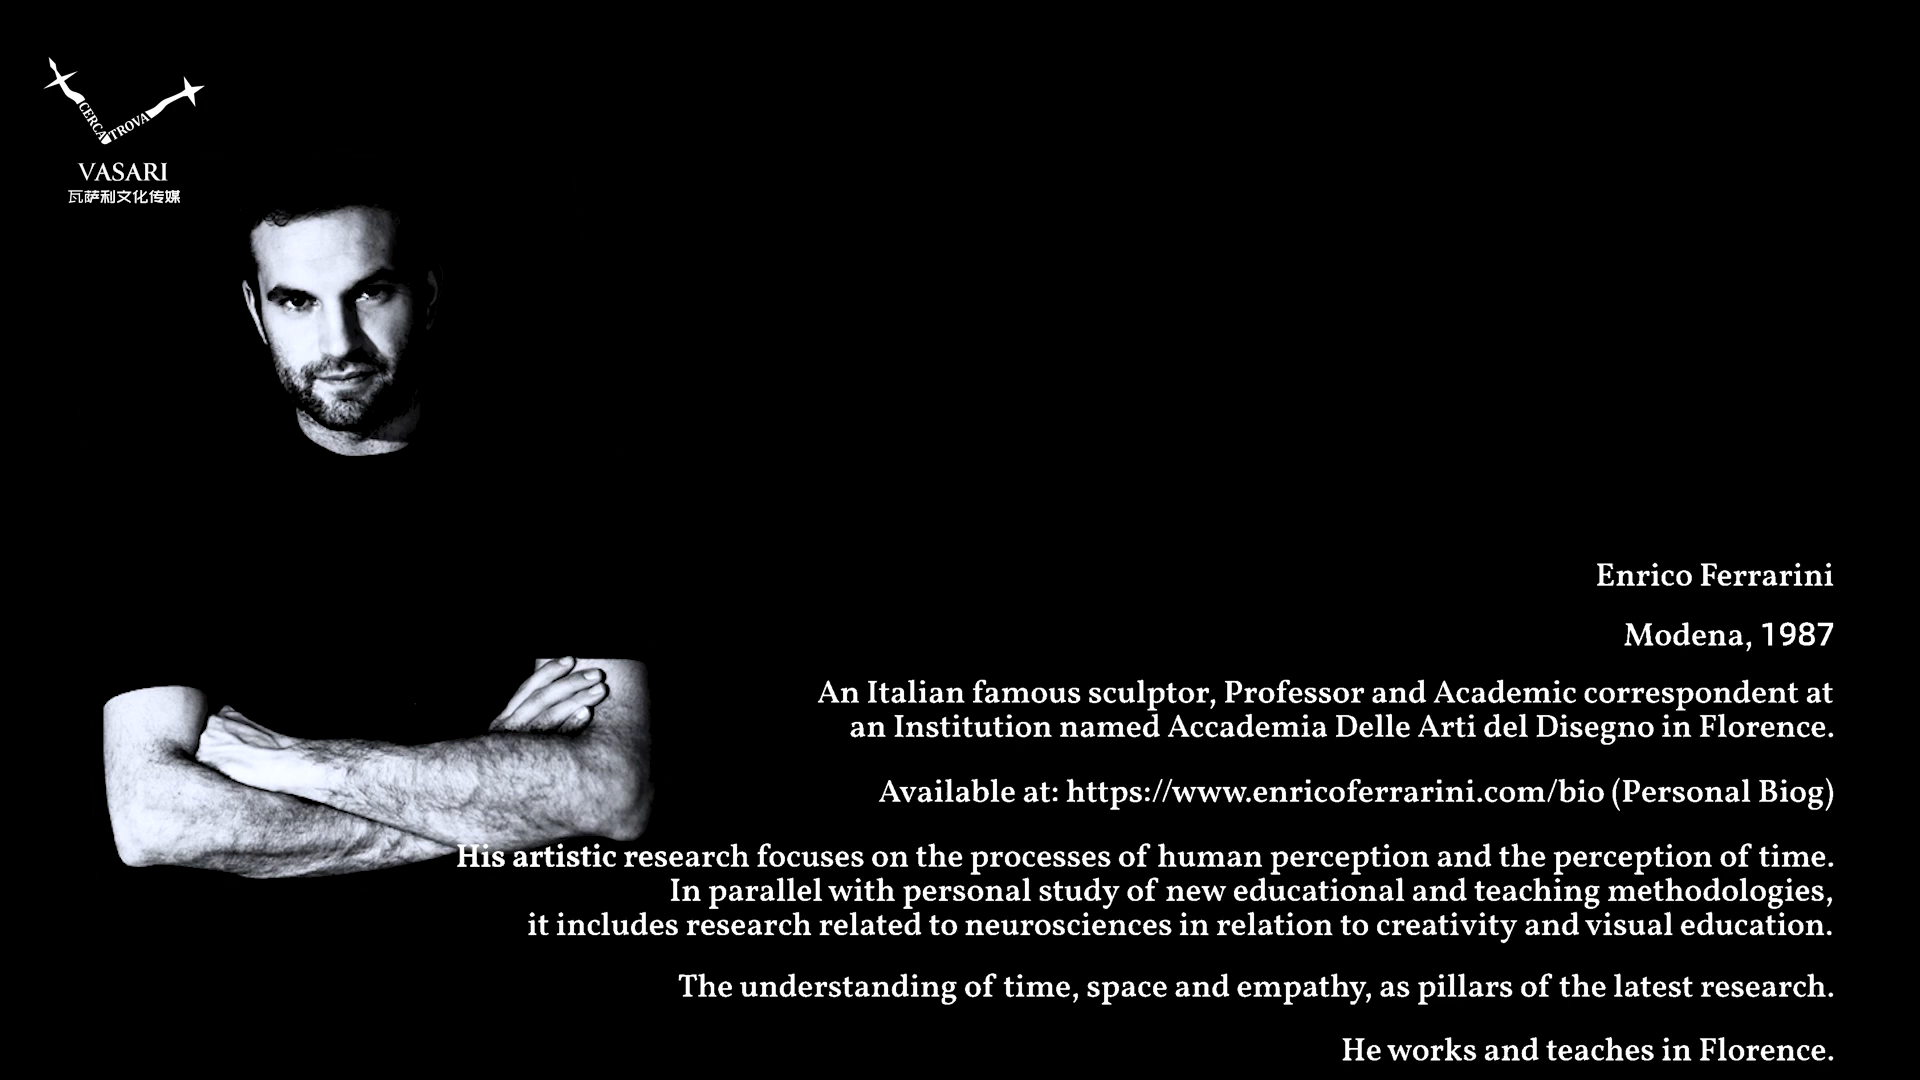 CERCA TROVA
VASARI
瓦萨利文化传媒
Enrico Ferrarini
Modena, 1987
An Italian famous sculptor, Professor and Academic correspondent at
an Institution named Accademia Delle Arti del Disegno in Florence.
Available at: https://www.enricoferrarini.com/bio (Personal Biog)
His artistic research focuses on the processes of human perception and the perception of time.
In parallel with personal study of new educational and teaching methodologies,
it includes research related to neurosciences in relation to creativity and visual education.
The understanding of time, space and empathy, as pillars of the latest research.
He works and teaches in Florence.